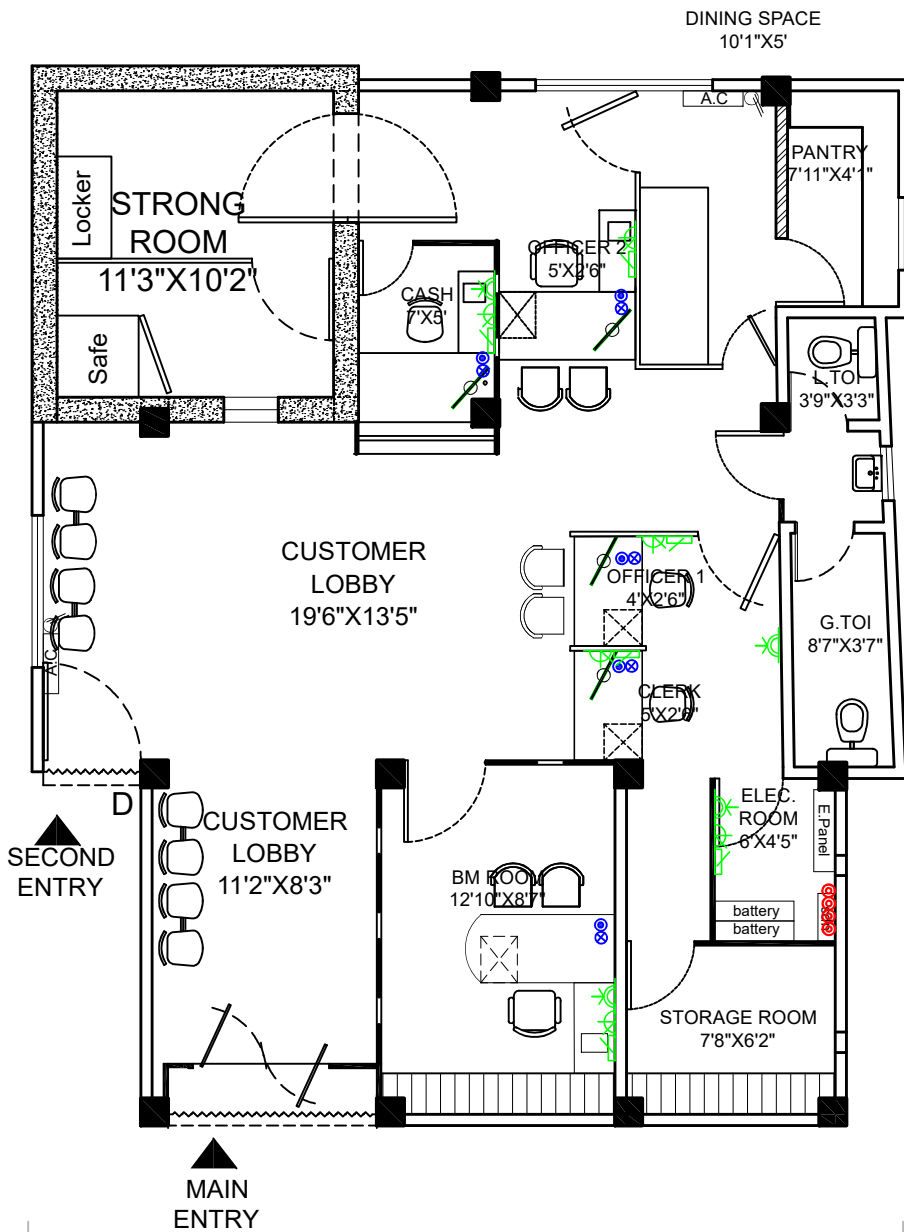 DINING SPACE
10'1"X5'
A.C
PANTRY
7'11"X4'1"
Locker
STRONG
ROOM
11'3"X10'2"
OFFICER 2
5'X2'6"
CASH
7'X5'
Safe
L.TOI
3'9"X3'3"
CUSTOMER
LOBBY
19'6"X13'5"
OFFICER 1
4'X2'6"
G.TOI
8'7"X3'7"
A.C
CLERK
5'X2'6"
D
SECOND
ENTRY
CUSTOMER
LOBBY
11'2"X8'3"
ELEC.
ROOM
6'X4'5"
E.Panel
BM ROO
12'10"X8'7"
battery
battery
STORAGE ROOM
7'8"X6'2"
MAIN
ENTRY